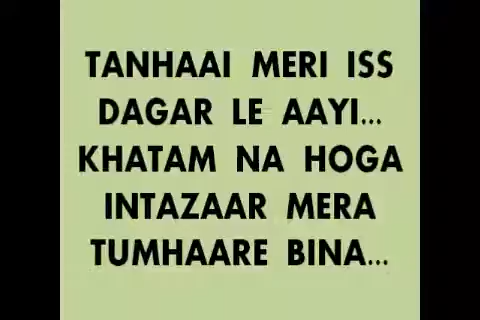 TANHAAI MERI ISS
DAGAR LE AAYI...
KHATAM NA HOGA
INTAZAAR MERA
TUMHAARE BINA...